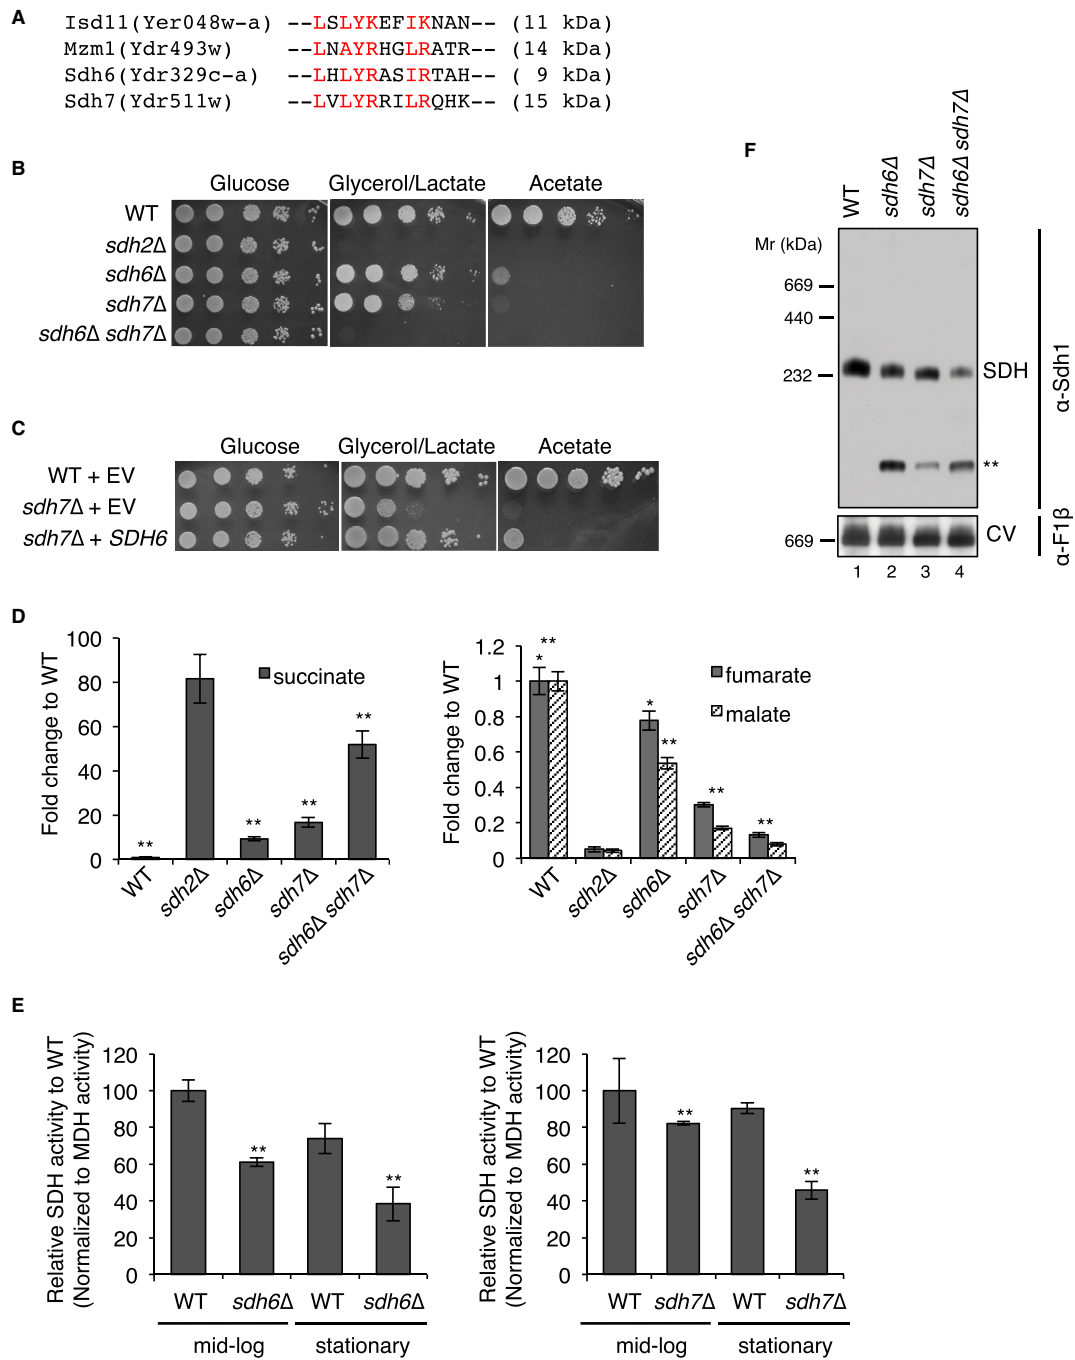 A
Isd11(Yer048w-a) --LSLYKEFIKNAN-- (11 kDa)
Mzm1(Ydr493w) --LNAYRHGLRATR-- (14 kDa)
Sdh6(Ydr329c-a) --LHLYRASIRTAH-- ( 9 kDa)
Sdh7(Ydr511w) --LVLYRRILRQHK-- (15 kDa)
B
Glucose Glycerol/Lactate Acetate
WT
sdh2Δ
sdh6Δ
sdh7Δ
sdh6Δ sdh7Δ
C
Glucose Glycerol/Lactate Acetate
WT + EV
sdh7Δ + EV
sdh7Δ + SDH6
F
WT sdh6Δ sdh7Δ sdh6Δ sdh7Δ
Mr (kDa)
669
440
232
SDH
**
α-Sdh1
669
CV
α-F1β
1 2 3 4
D
Fold change to WT
100
80
60
40
20
0
succinate
** ** ** **
WT sdh2Δ sdh6Δ sdh7Δ sdh6Δ sdh7Δ
Fold change to WT
1.2
1
0.8
0.6
0.4
0.2
0
fumarate
malate
** * * ** ** **
WT sdh2Δ sdh6Δ sdh7Δ sdh6Δ sdh7Δ
E
Relative SDH activity to WT
(Normalized to MDH activity)
120
100
80
60
40
20
0
** **
WT sdh6Δ WT sdh6Δ
mid-log stationary
Relative SDH activity to WT
(Normalized to MDH activity)
120
100
80
60
40
20
0
** **
WT sdh7Δ WT sdh7Δ
mid-log stationary